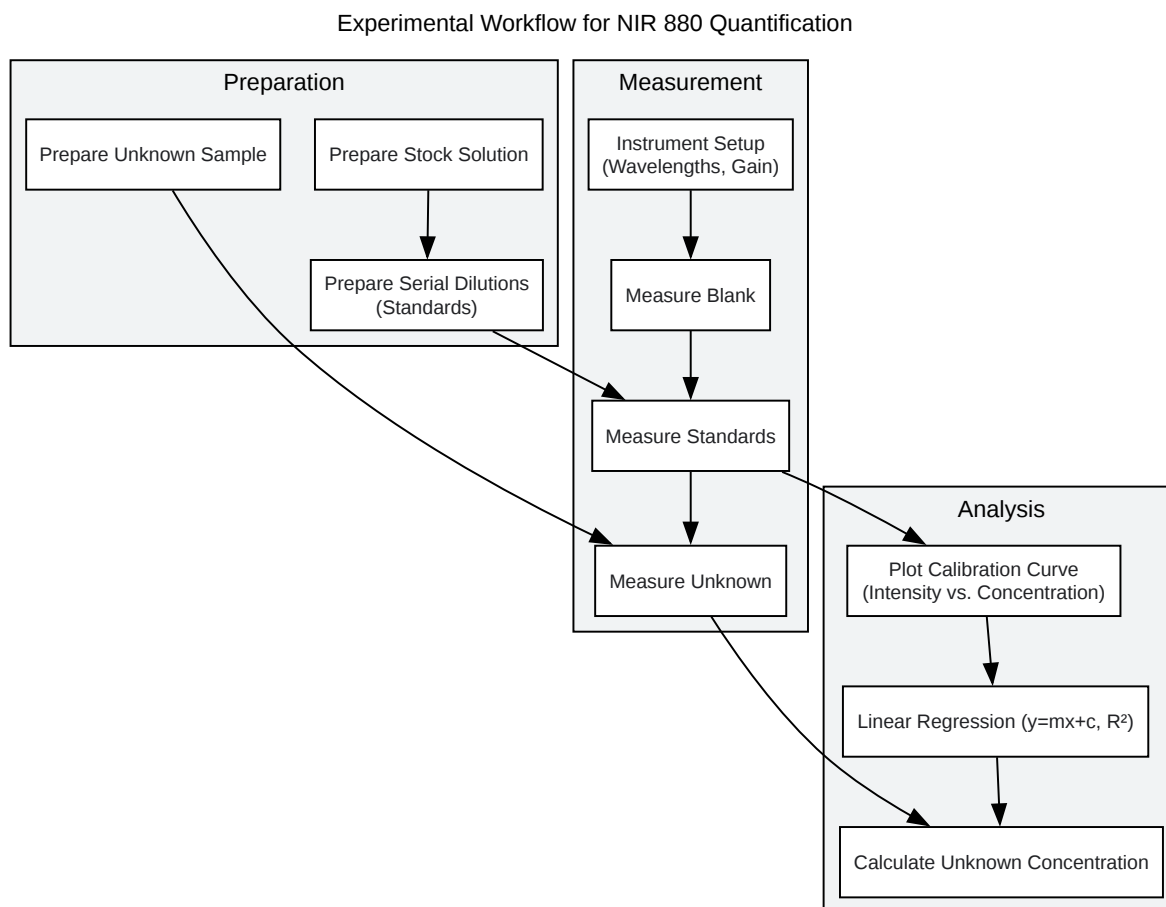 Experimental Workflow for NIR 880 Quantification
Preparation
Prepare Unknown Sample
Prepare Stock Solution
Prepare Serial Dilutions
(Standards)
Measurement
Instrument Setup
(Wavelengths, Gain)
Measure Blank
Measure Standards
Measure Unknown
Analysis
Plot Calibration Curve
(Intensity vs. Concentration)
Linear Regression (y=mx+c, R²)
Calculate Unknown Concentration